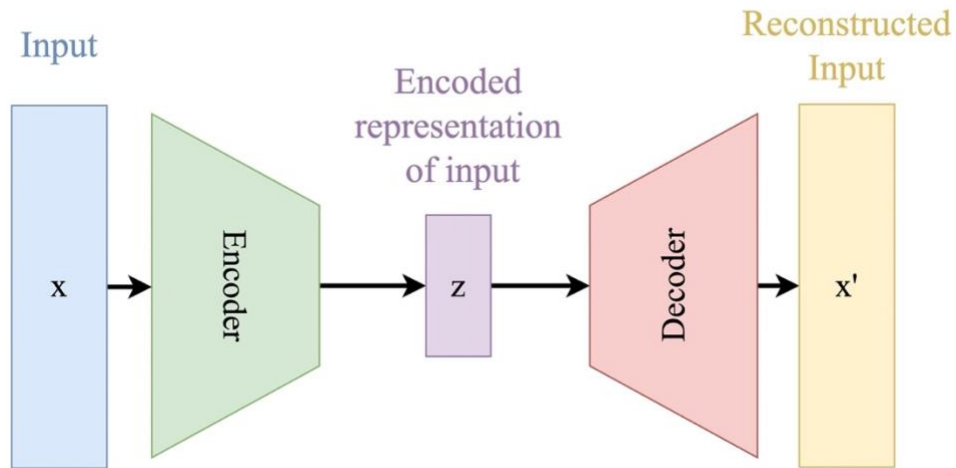 Input
Encoded
representation
of input
Reconstructed
Input
x
Encoder
z
Decoder
x'